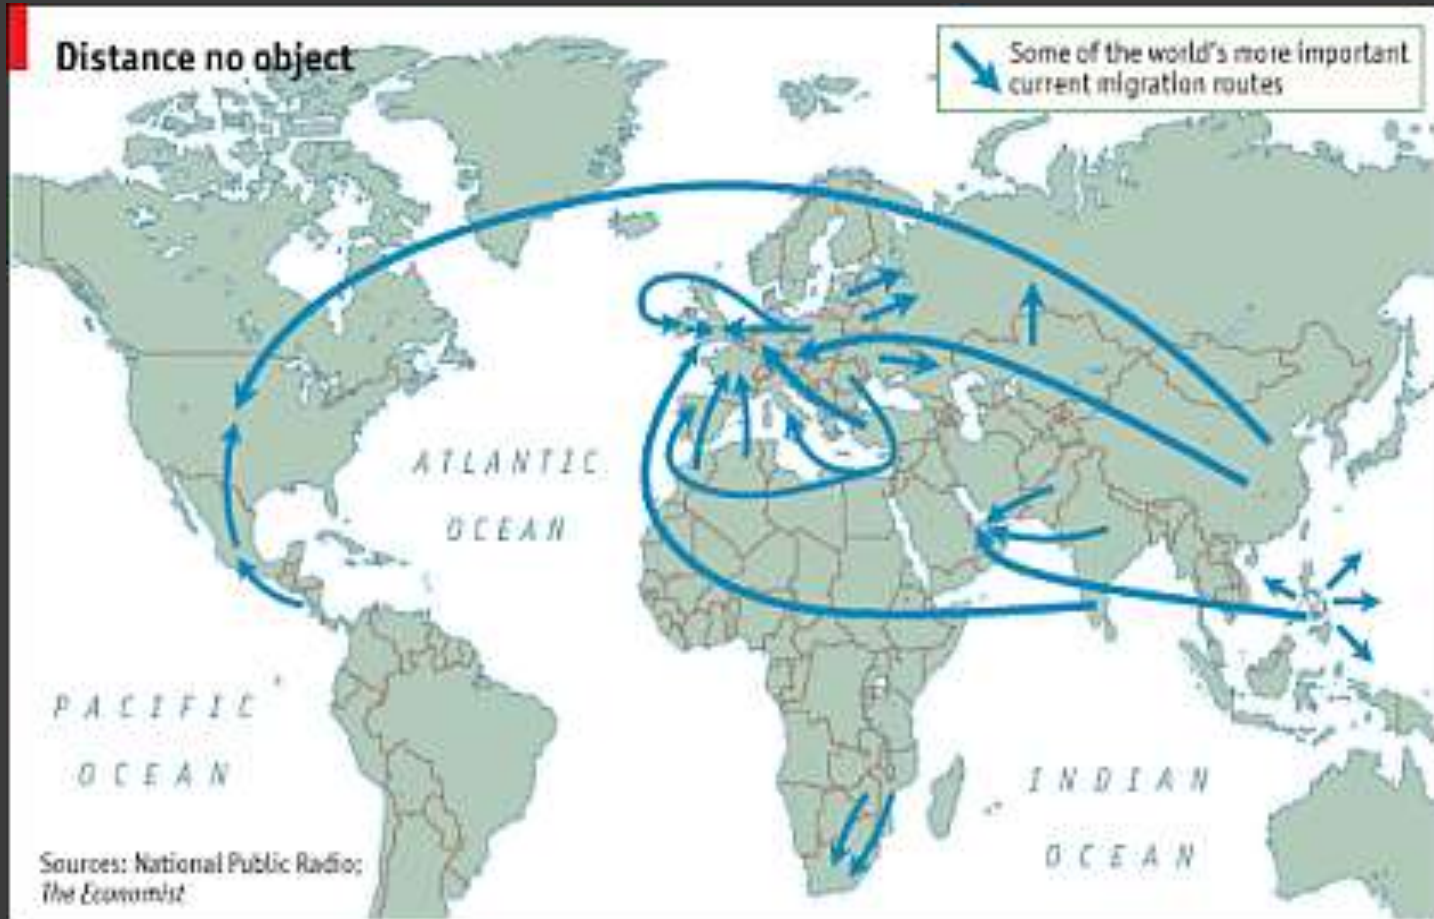 Distance no object
Some of the world's more important
current migration routes
ATLANTIC
OCEAN
PACIFIC
OCEAN
INDIAN
OCEAN
Sources: National Public Radio;
The Economist